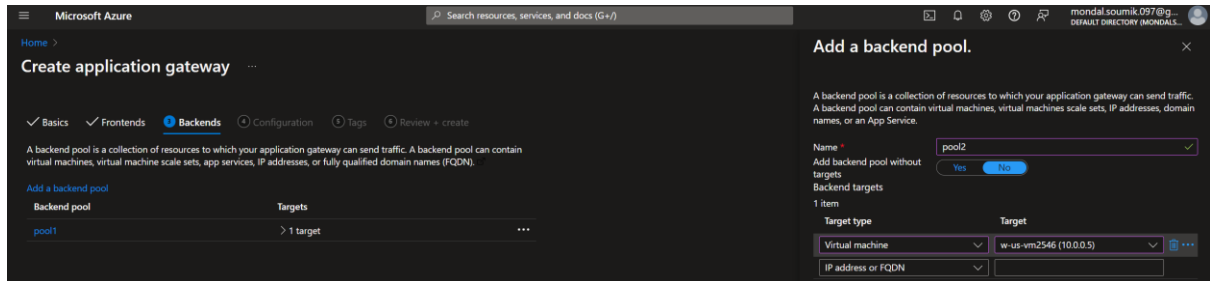 Microsoft Azure
Search resources, services, and docs (G+/)
mondal.soumik.097@g...
DEFAULT DIRECTORY (MONDALS...
Home >
Create application gateway ...
Basics Frontends 3 Backends 4 Configuration 5 Tags 6 Review + create
A backend pool is a collection of resources to which your application gateway can send traffic. A backend pool can contain
virtual machines, virtual machine scale sets, app services, IP addresses, or fully qualified domain names (FQDN).
Add a backend pool
Backend pool Targets
pool1 > 1 target ...
Add a backend pool.
A backend pool is a collection of resources to which your application gateway can send traffic.
A backend pool can contain virtual machines, virtual machines scale sets, IP addresses, domain
names, or an App Service.
Name * pool2
Add backend pool without
targets
Yes No
Backend targets
1 item
Target type Target
Virtual machine w-us-vm2546 (10.0.0.5) ...
IP address or FQDN